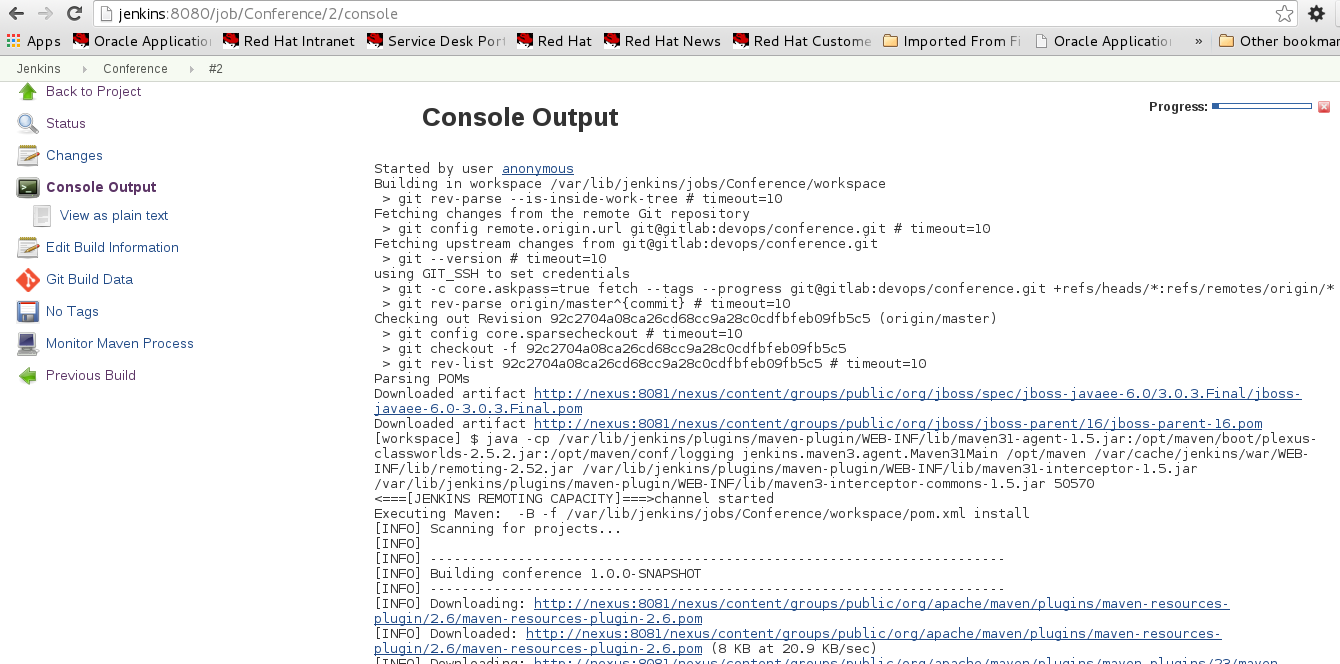 jenkins:8080/job/Conference/2/console
Apps Oracle Application Red Hat Intranet Service Desk Port Red Hat Red Hat News Red Hat Custome Imported From Fi Oracle Application » Other bookmar
Jenkins Conference #2
Back to Project
Status
Changes
Console Output
View as plain text
Edit Build Information
Git Build Data
No Tags
Monitor Maven Process
Previous Build
Progress:
Console Output
Started by user anonymous
Building in workspace /var/lib/jenkins/jobs/Conference/workspace
> git rev-parse --is-inside-work-tree # timeout=10
Fetching changes from the remote Git repository
> git config remote.origin.url git@gitlab:devops/conference.git # timeout=10
Fetching upstream changes from git@gitlab:devops/conference.git
> git --version # timeout=10
using GIT_SSH to set credentials
> git -c core.askpass=true fetch --tags --progress git@gitlab:devops/conference.git +refs/heads/*:refs/remotes/origin/*
> git rev-parse origin/master^{commit} # timeout=10
Checking out Revision 92c2704a08ca26cd68cc9a28c0cdfbfeb09fb5c5 (origin/master)
> git config core.sparsecheckout # timeout=10
> git checkout -f 92c2704a08ca26cd68cc9a28c0cdfbfeb09fb5c5
> git rev-list 92c2704a08ca26cd68cc9a28c0cdfbfeb09fb5c5 # timeout=10
Parsing POMs
Downloaded artifact http://nexus:8081/nexus/content/groups/public/org/jboss/spec/jboss-javaee-6.0/3.0.3.Final/jboss-
javaee-6.0-3.0.3.Final.pom
Downloaded artifact http://nexus:8081/nexus/content/groups/public/org/jboss/jboss-parent/16/jboss-parent-16.pom
[workspace] $ java -cp /var/lib/jenkins/plugins/maven-plugin/WEB-INF/lib/maven31-agent-1.5.jar:/opt/maven/boot/plexus-
classworlds-2.5.2.jar:/opt/maven/conf/logging jenkins.maven3.agent.Maven31Main /opt/maven /var/cache/jenkins/war/WEB-
INF/lib/remoting-2.52.jar /var/lib/jenkins/plugins/maven-plugin/WEB-INF/lib/maven31-interceptor-1.5.jar
/var/lib/jenkins/plugins/maven-plugin/WEB-INF/lib/maven3-interceptor-commons-1.5.jar 50570
<===[JENKINS REMOTING CAPACITY]===>channel started
Executing Maven:  -B -f /var/lib/jenkins/jobs/Conference/workspace/pom.xml install
[INFO] Scanning for projects...
[INFO]
[INFO] ------------------------------------------------------------------------
[INFO] Building conference 1.0.0-SNAPSHOT
[INFO] ------------------------------------------------------------------------
[INFO] Downloading: http://nexus:8081/nexus/content/groups/public/org/apache/maven/plugins/maven-resources-
plugin/2.6/maven-resources-plugin-2.6.pom
[INFO] Downloaded: http://nexus:8081/nexus/content/groups/public/org/apache/maven/plugins/maven-resources-
plugin/2.6/maven-resources-plugin-2.6.pom (8 KB at 20.9 KB/sec)
[INFO] Downloading: http://nexus:8081/nexus/content/groups/public/org/apache/maven/plugins/maven-plugins/23/maven-